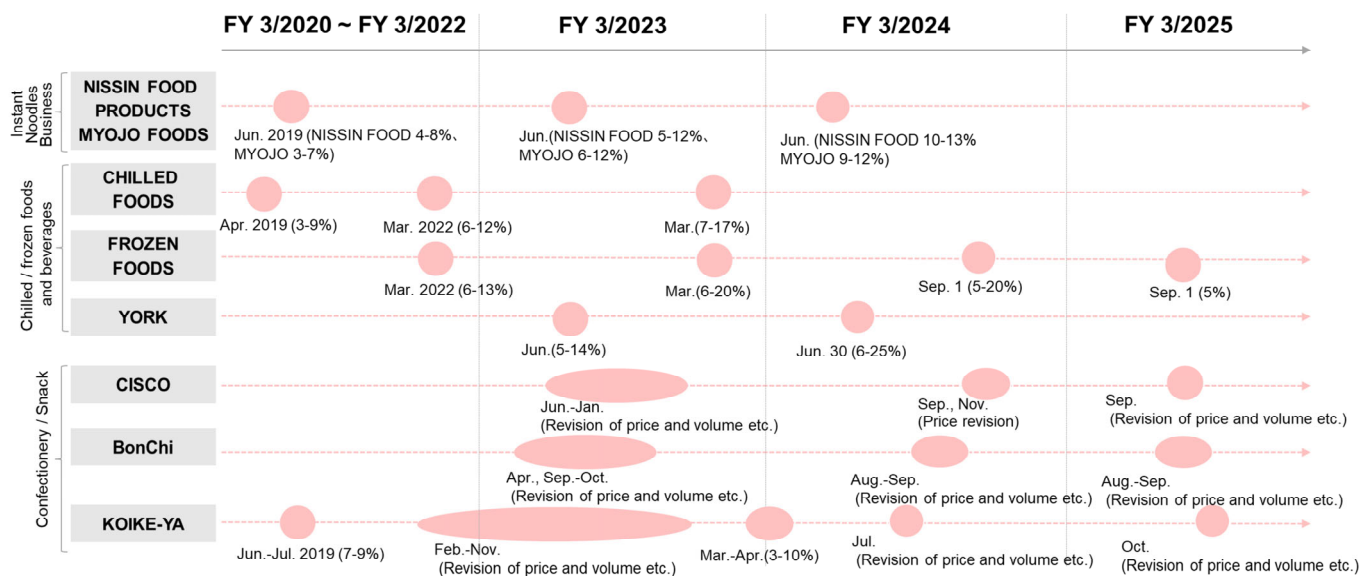 FY 3/2020 ~ FY 3/2022
FY 3/2023
FY 3/2024
FY 3/2025
Instant
Noodles
Business
NISSIN FOOD
PRODUCTS
MYOJO FOODS
Jun. 2019 (NISSIN FOOD 4-8%、
MYOJO 3-7%)
Jun.(NISSIN FOOD 5-12%、
MYOJO 6-12%)
Jun. (NISSIN FOOD 10-13%
MYOJO 9-12%)
Chilled / frozen foods
and beverages
CHILLED
FOODS
Apr. 2019 (3-9%)
Mar. 2022 (6-12%)
Mar.(7-17%)
FROZEN
FOODS
Mar. 2022 (6-13%)
Mar.(6-20%)
Sep. 1 (5-20%)
Sep. 1 (5%)
YORK
Jun.(5-14%)
Jun. 30 (6-25%)
Confectionery / Snack
CISCO
Jun.-Jan.
(Revision of price and volume etc.)
Sep., Nov.
(Price revision)
Sep.
(Revision of price and volume etc.)
BonChi
Apr., Sep.-Oct.
(Revision of price and volume etc.)
Aug.-Sep.
(Revision of price and volume etc.)
Aug.-Sep.
(Revision of price and volume etc.)
KOIKE-YA
Jun.-Jul. 2019 (7-9%)
Feb.-Nov.
(Revision of price and volume etc.)
Mar.-Apr.(3-10%)
Jul.
(Revision of price and volume etc.)
Oct.
(Revision of price and volume etc.)